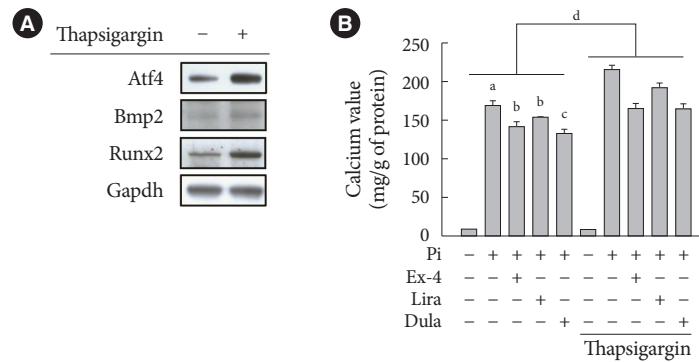 A
Thapsigargin − +
Atf4
Bmp2
Runx2
Gapdh
B
Calcium value
(mg/g of protein)
250
200
150
100
50
0
d
a
b
b
c
Pi − + + + + − + + + +
Ex-4 − − + − − − − + − −
Lira − − − + − − − − + −
Dula − − − − + − − − − +
Thapsigargin